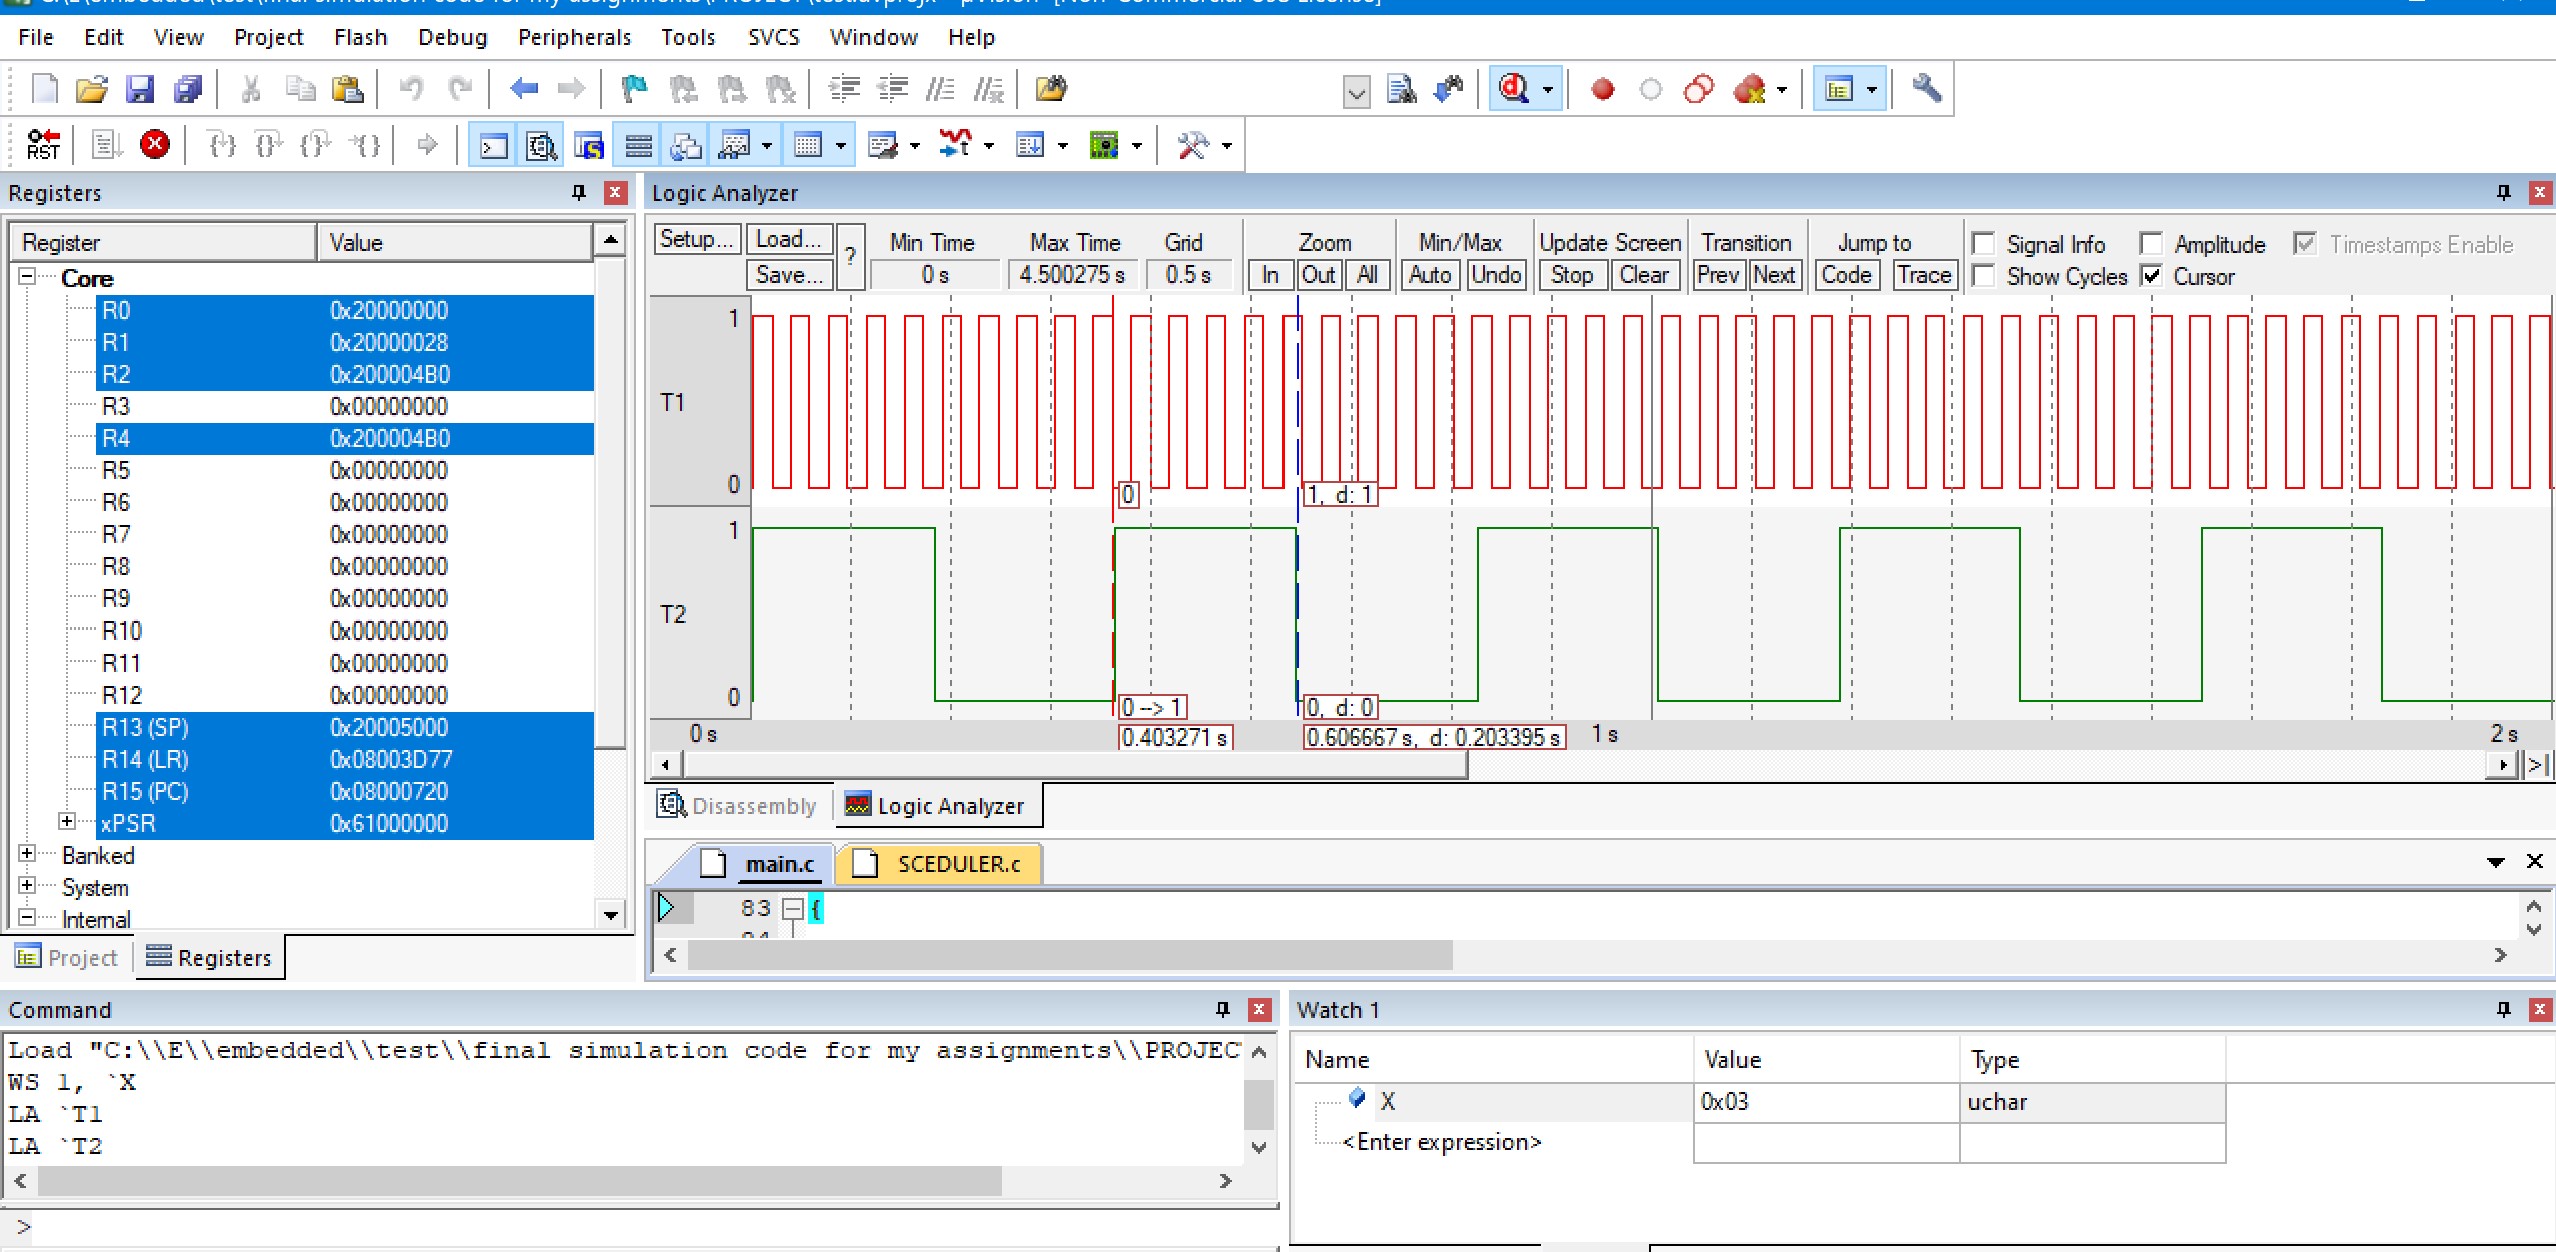 File Edit View Project Flash Debug Peripherals Tools SVCS Window Help
RST
Registers
Register Value
Core
R0 0x20000000
R1 0x20000028
R2 0x200004B0
R3 0x00000000
R4 0x200004B0
R5 0x00000000
R6 0x00000000
R7 0x00000000
R8 0x00000000
R9 0x00000000
R10 0x00000000
R11 0x00000000
R12 0x00000000
R13 (SP) 0x20005000
R14 (LR) 0x08003D77
R15 (PC) 0x08000720
xPSR 0x61000000
Banked
System
Internal
Project Registers
Logic Analyzer
Setup... Load... ? Min Time Max Time Grid Zoom Min/Max Update Screen Transition Jump to Signal Info Amplitude Timestamps Enable
Save... 0 s 4.500275 s 0.5 s In Out All Auto Undo Stop Clear Prev Next Code Trace Show Cycles Cursor
1
T1
0
0 1, d: 1
1
T2
0
0 --> 1 0, d: 0
0 s 0.403271 s 0.606667 s, d: 0.203395 s 1 s 2 s
Disassembly Logic Analyzer
main.c SCEDULER.c
83 {
Command
Load "C:\\E\\embedded\\test\\final simulation code for my assignments\\PROJEC
WS 1, `X
LA `T1
LA `T2
>
Watch 1
Name Value Type
X 0x03 uchar
<Enter expression>